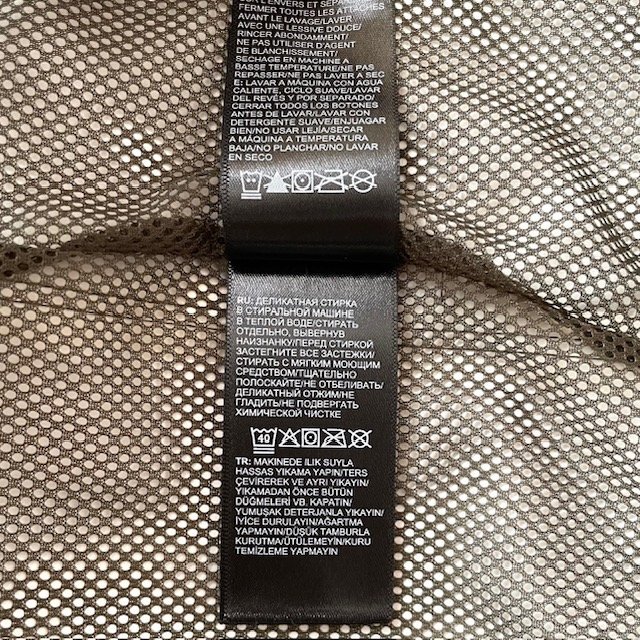 L'ENVERS ET SÉPARÉ
FERMER TOUTES LES ATTACHES
AVANT LE LAVAGE/LAVER
AVEC UNE LESSIVE DOUCE/
RINCER ABONDAMMENT/
NE PAS UTILISER D'AGENT
DE BLANCHISSEMENT/
SECHAGE EN MACHINE A
BASSE TEMPERATURE/NE PAS
REPASSER/NE PAS LAVER A SEC
E: LAVAR A MÁQUINA CON AGUA
CALIENTE, CICLO SUAVE/LAVAR
DEL REVÉS Y POR SEPARADO/
CERRAR TODOS LOS BOTONES
ANTES DE LAVAR/LAVAR CON
DETERGENTE SUAVE/ENJUAGAR
BIEN/NO USAR LEJÍA/SECAR
A MÁQUINA A TEMPERATURA
BAJA/NO PLANCHAR/NO LAVAR
EN SECO
RU: ДЕЛИКАТНАЯ СТИРКА
В СТИРАЛЬНОЙ МАШИНЕ
В ТЕПЛОЙ ВОДЕ/СТИРАТЬ
ОТДЕЛЬНО, ВЫВЕРНУВ
НАИЗНАНКУ/ПЕРЕД СТИРКОЙ
ЗАСТЕГНИТЕ ВСЕ ЗАСТЕЖКИ/
СТИРАТЬ С МЯГКИМ МОЮЩИМ
СРЕДСТВОМ/ТЩАТЕЛЬНО
ПОЛОСКАЙТЕ/НЕ ОТБЕЛИВАТЬ/
ДЕЛИКАТНЫЙ ОТЖИМ/НЕ
ГЛАДИТЬ/НЕ ПОДВЕРГАТЬ
ХИМИЧЕСКОЙ ЧИСТКЕ
40
TR: MAKINEDE ILIK SUYLA
HASSAS YIKAMA YAPIN/TERS
ÇEVİREREK VE AYRI YIKAYIN/
YIKAMADAN ÖNCE BÜTÜN
DÜĞMELERİ VB. KAPATIN/
YUMUŞAK DETERJANLA YIKAYIN/
İYİCE DURULAYIN/AĞARTMA
YAPMAYIN/DÜŞÜK TAMBURLA
KURUTMA/ÜTÜLEMEYİN/KURU
TEMİZLEME YAPMAYIN